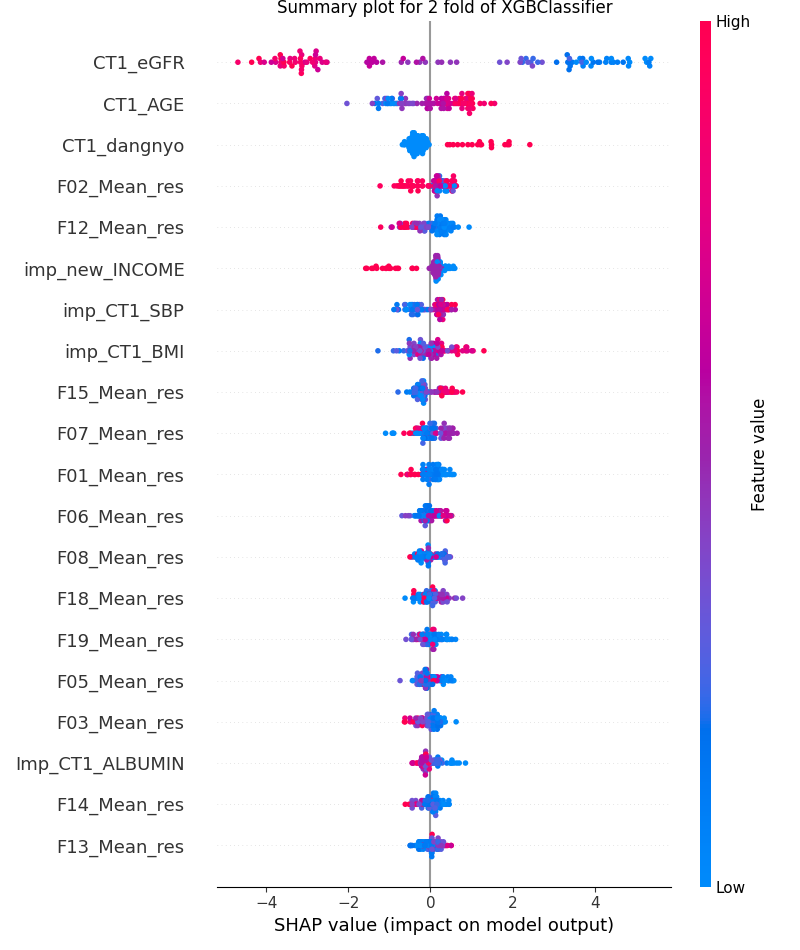 Summary plot for 2 fold of XGBClassifier
High
CT1_eGFR
CT1_AGE
CT1_dangnyo
F02_Mean_res
F12_Mean_res
imp_new_INCOME
imp_CT1_SBP
imp_CT1_BMI
F15_Mean_res
F07_Mean_res
F01_Mean_res
F06_Mean_res
F08_Mean_res
F18_Mean_res
F19_Mean_res
F05_Mean_res
F03_Mean_res
Imp_CT1_ALBUMIN
F14_Mean_res
F13_Mean_res
Feature value
Low
−4 −2 0 2 4
SHAP value (impact on model output)